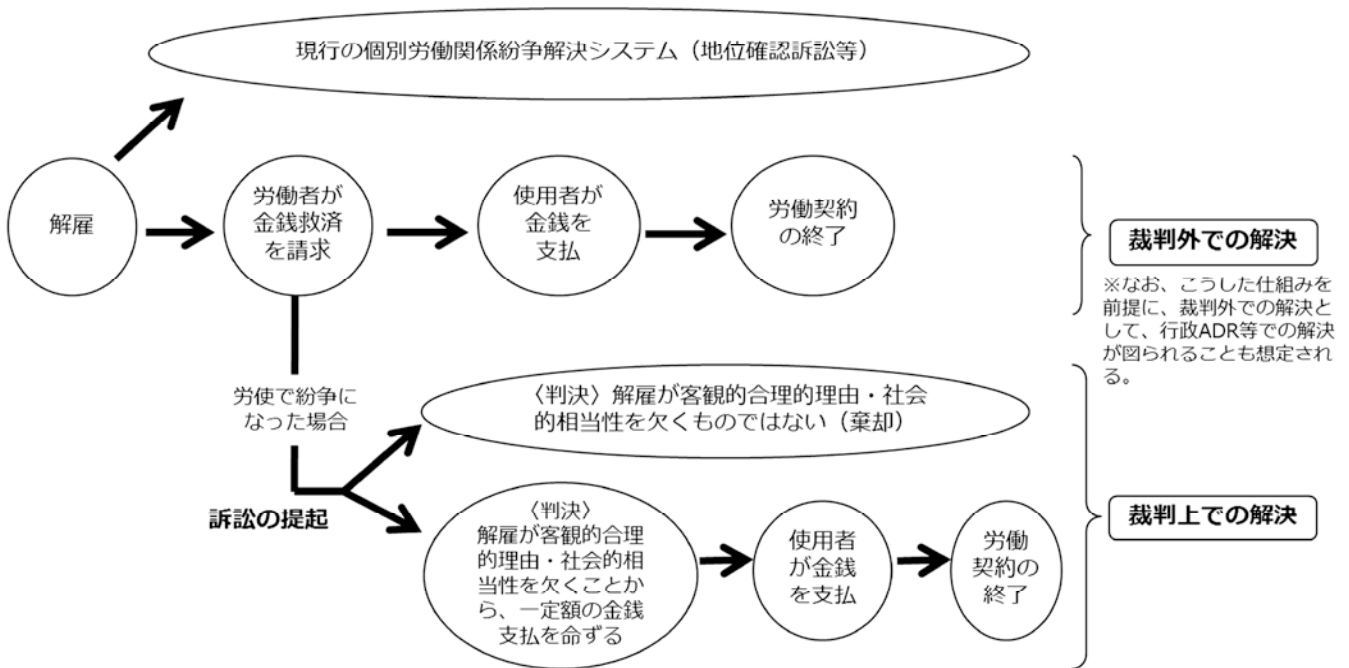 現行の個別労働関係紛争解決システム（地位確認訴訟等）
解雇
労働者が
金銭救済
を請求
使用者が
金銭を
支払
労働契約
の終了
裁判外での解決
※なお、こうした仕組みを
前提に、裁判外での解決と
して、行政ADR等での解決
が図られることも想定され
る。
労使で紛争に
なった場合
〈判決〉解雇が客観的合理的理由・社会
的相当性を欠くものではない（棄却）
訴訟の提起
〈判決〉
解雇が客観的合理
的理由・社会的相
当性を欠くことか
ら、一定額の金銭
支払を命ずる
使用者
が金銭
を支払
労働
契約の
終了
裁判上での解決